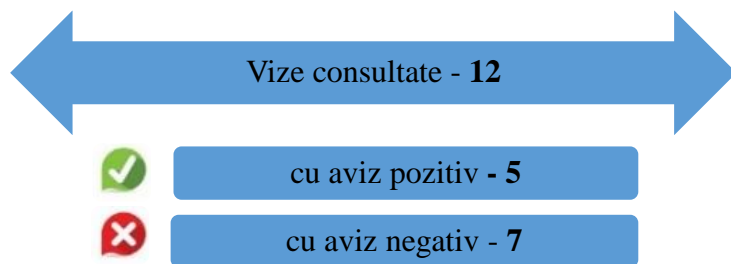 Vize consultate - 12
cu aviz pozitiv - 5
cu aviz negativ - 7